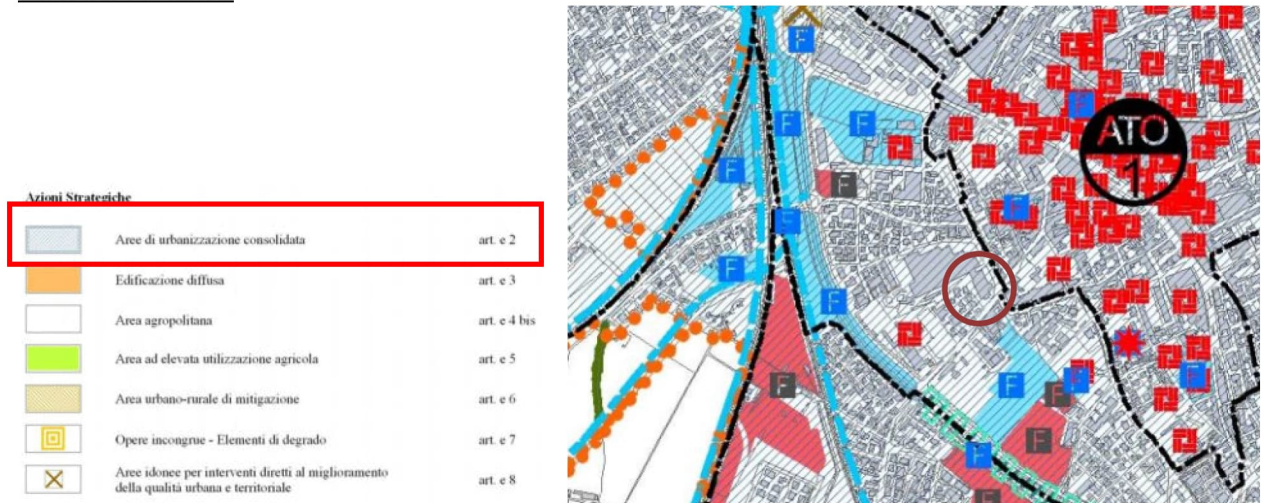 Azioni Strategiche
Aree di urbanizzazione consolidata art. e 2
Edificazione diffusa art. e 3
Area agropolitana art. e 4 bis
Area ad elevata utilizzazione agricola art. e 5
Area urbano-rurale di mitigazione art. e 6
Opere incongrue - Elementi di degrado art. e 7
Aree idonee per interventi diretti al miglioramento
della qualità urbana e territoriale art. e 8
F
F
F
F
F
F
ATO
1
F
F
F
F
F
F
F
F
F
F
F
F